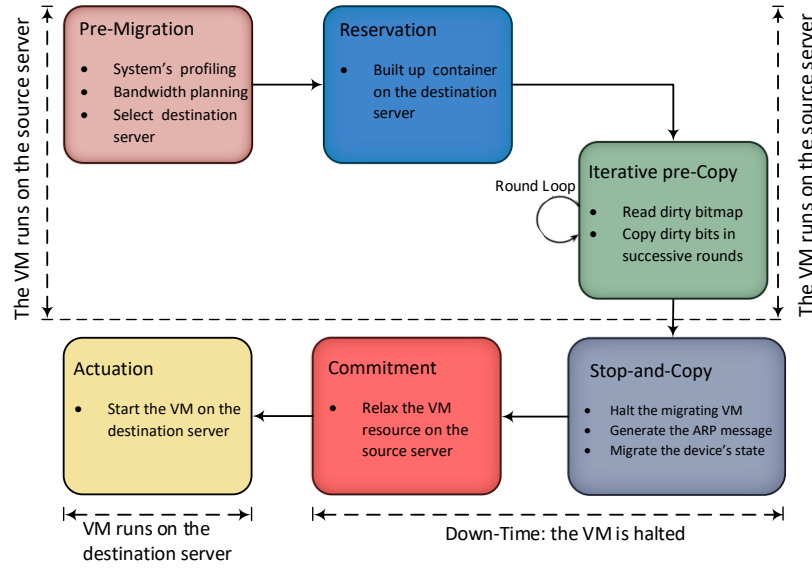 The VM runs on the source server
Pre-Migration
• System's profiling
• Bandwidth planning
• Select destination
server
Reservation
• Built up container
on the destination
server
The VM runs on the source server
Round Loop
Iterative pre-Copy
• Read dirty bitmap
• Copy dirty bits in
successive rounds
Actuation
• Start the VM on the
destination server
Commitment
• Relax the VM
resource on the
source server
Stop-and-Copy
• Halt the migrating VM
• Generate the ARP message
• Migrate the device's state
VM runs on the
destination server
Down-Time: the VM is halted